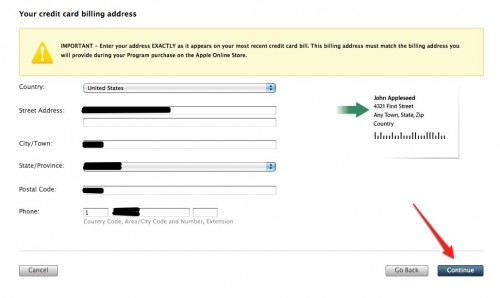 Your credit card billing address
IMPORTANT - Enter your address EXACTLY as it appears on your most recent credit card bill. This billing address must match the billing address you
will provide during your Program purchase on the Apple Online Store.
Country:
United States
Street Address:
City/Town:
State/Province:
Postal Code:
Phone:
1
Country Code, Area/City Code and Number, Extension
John Appleseed
4321 First Street
Any Town, State, Zip
Country
Cancel
Go Back
Continue